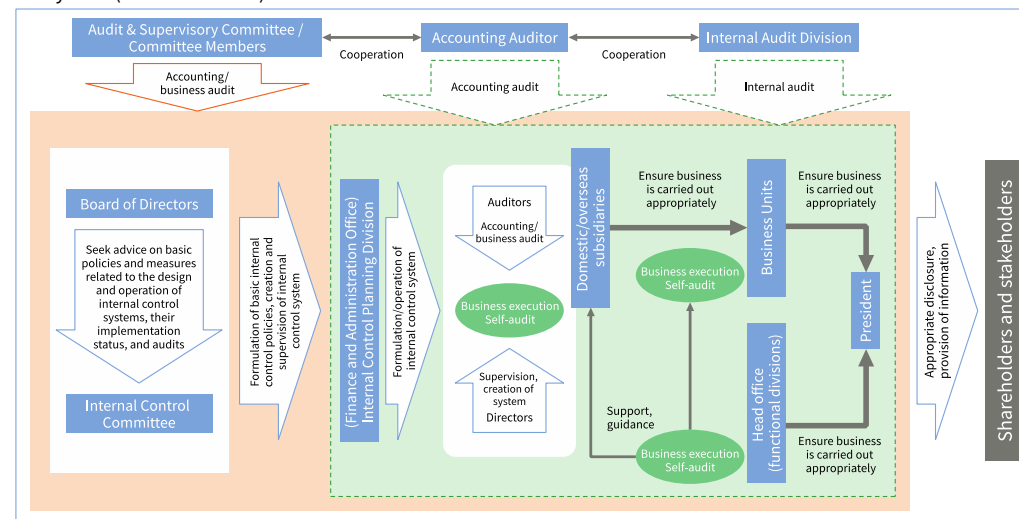 Audit & Supervisory Committee /
Committee Members
Cooperation
Accounting Auditor
Cooperation
Internal Audit Division
Accounting/
business audit
Accounting audit
Internal audit
Board of Directors
Seek advice on basic
policies and measures
related to the design
and operation of
internal control
systems, their
implementation
status, and audits
Internal Control
Committee
Formulation of basic internal
control policies, creation and
supervision of internal
control system
(Finance and Administration Office)
Internal Control Planning Division
Formulation/operation of
internal control system
Auditors
Accounting/
business audit
Business execution
Self-audit
Supervision,
creation of
system
Directors
Domestic/overseas
subsidiaries
Ensure business
is carried out
appropriately
Business execution
Self-audit
Support,
guidance
Business execution
Self-audit
Business Units
Head office
(functional divisions)
Ensure business
is carried out
appropriately
President
Ensure business
is carried out
appropriately
Appropriate disclosure,
provision of information
Shareholders and stakeholders